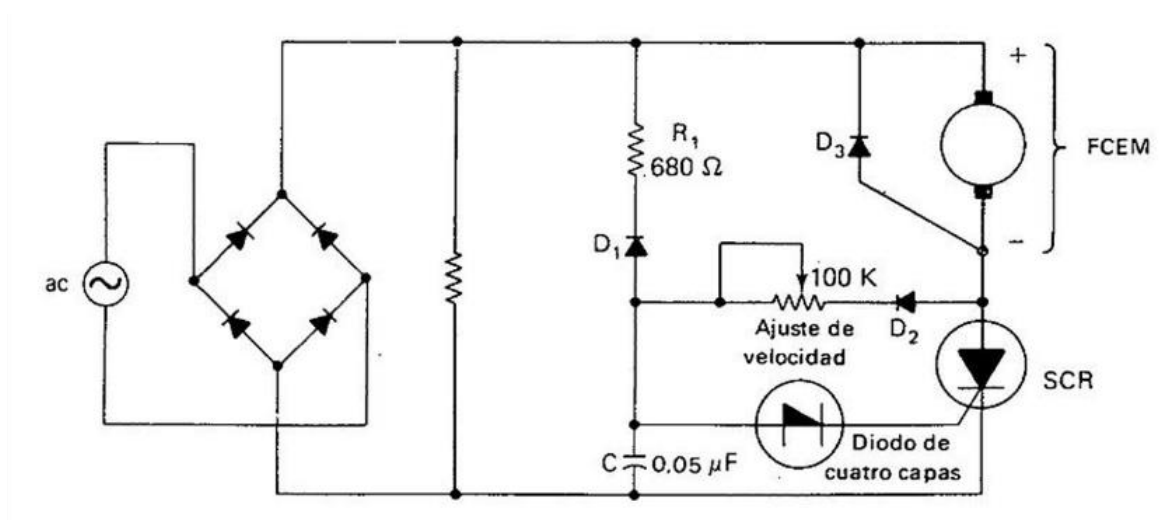 ac
R₁
680 Ω
D₁
D₃
+
−
FCEM
100 K
Ajuste de
velocidad
D₂
SCR
Diodo de
cuatro capas
C
0.05 μF